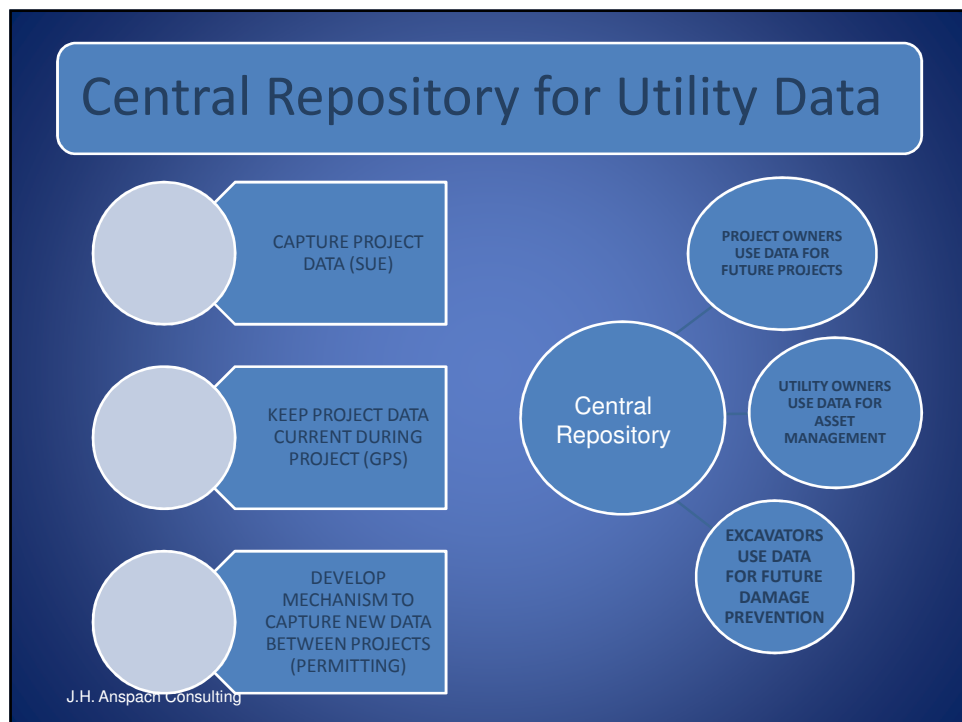 Central Repository for Utility Data
CAPTURE PROJECT
DATA (SUE)
KEEP PROJECT DATA
CURRENT DURING
PROJECT (GPS)
DEVELOP
MECHANISM TO
CAPTURE NEW DATA
BETWEEN PROJECTS
(PERMITTING)
Central
Repository
PROJECT OWNERS
USE DATA FOR
FUTURE PROJECTS
UTILITY OWNERS
USE DATA FOR
ASSET
MANAGEMENT
EXCAVATORS
USE DATA
FOR FUTURE
DAMAGE
PREVENTION
J.H. Anspach Consulting